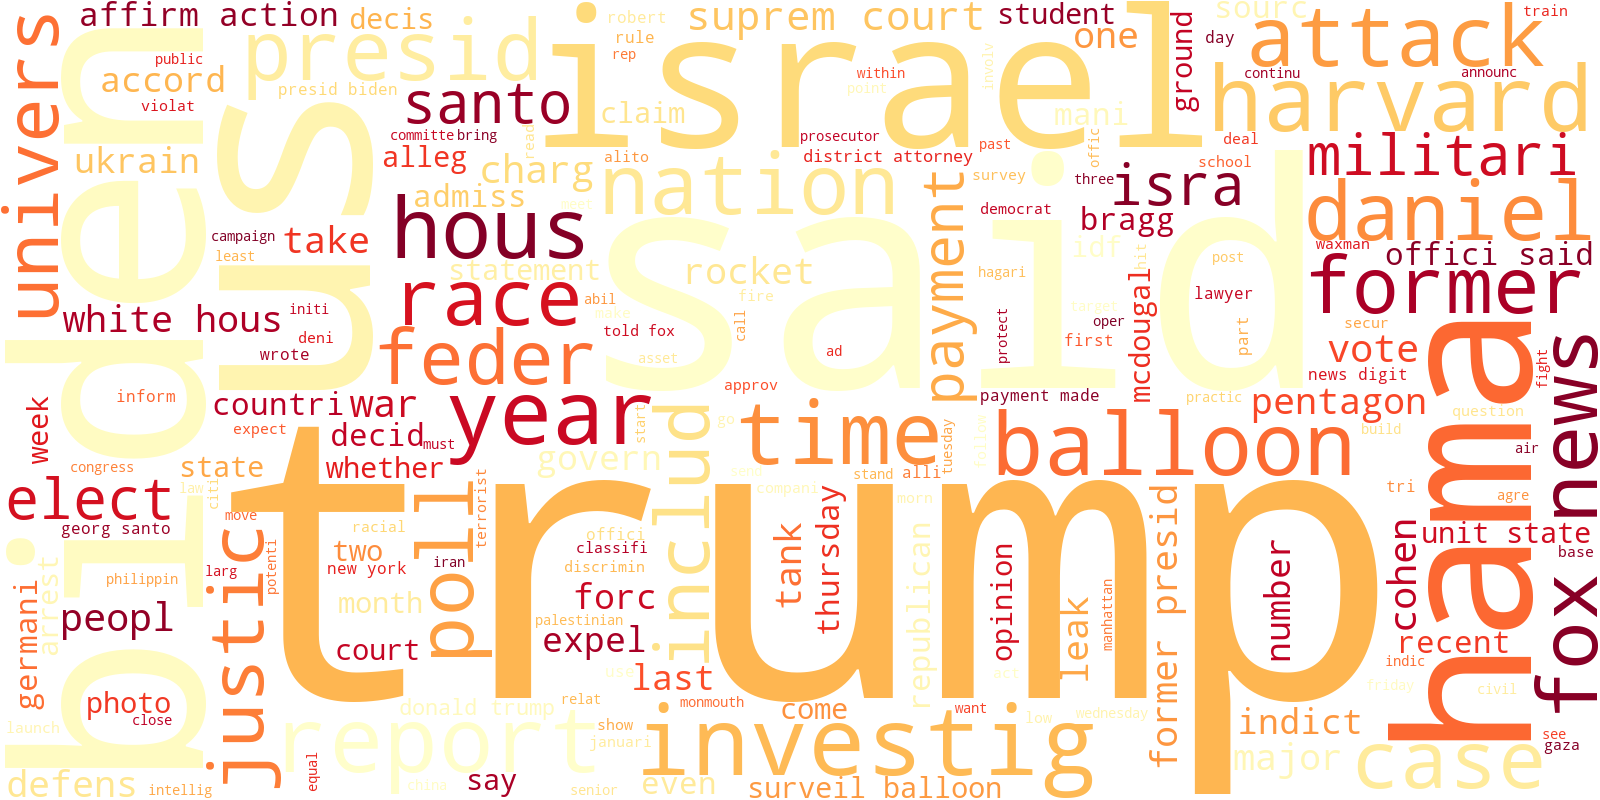 affirm action
decis
robert
rule
rep
suprem court
student
one
sourc
attack
train
univers
public
accord
violat
presid
presid biden
israel
within
point
involv
day
ground
harvard
continu
announc
biden
us
santo
committe
bring
read
claim
alito
prosecutor
mani
offic
past
deal
school
ukrain
alleg
charg
admiss
nation
district attorney
survey
three
isra
militari
campaign
least
take
hous
statement
rocket
said
payment
hagari
democrat
bragg
idf
hit
daniel
waxman
offici said
post
white hous
initi
deni
wrote
race
abil
make
fire
told fox
call
asset
ad
protect
target
oper
lawyer
mcdougal
first
part
former
secur
vote
news digit
fight
inform
feder
approv
payment made
practic
pentagon
question
build
week
countri
war
year
expect
decid
must
start
go
time
tuesday
follow
balloon
hama
fox news
air
congress
state
whether
includ
govern
send
stand
alli
elect
law
citi
georg santo
move
trump
poll
terrorist
compani
morn
tri
agre
unit state
base
justic
racial
two
new york
iran
offici
classifi
discrimin
tank
thursday
republican
opinion
leak
manhattan
former presid
number
cohen
germani
arrest
philippin
larg
potenti
month
forc
palestinian
peopl
court
expel
use
last
act
recent
indic
friday
civil
photo
close
launch
donald trump
relat
monmouth
come
want
low
wednesday
indict
see
gaza
report
show
januari
investig
major
case
defens
intellig
equal
china
say
senior
even
surveil balloon